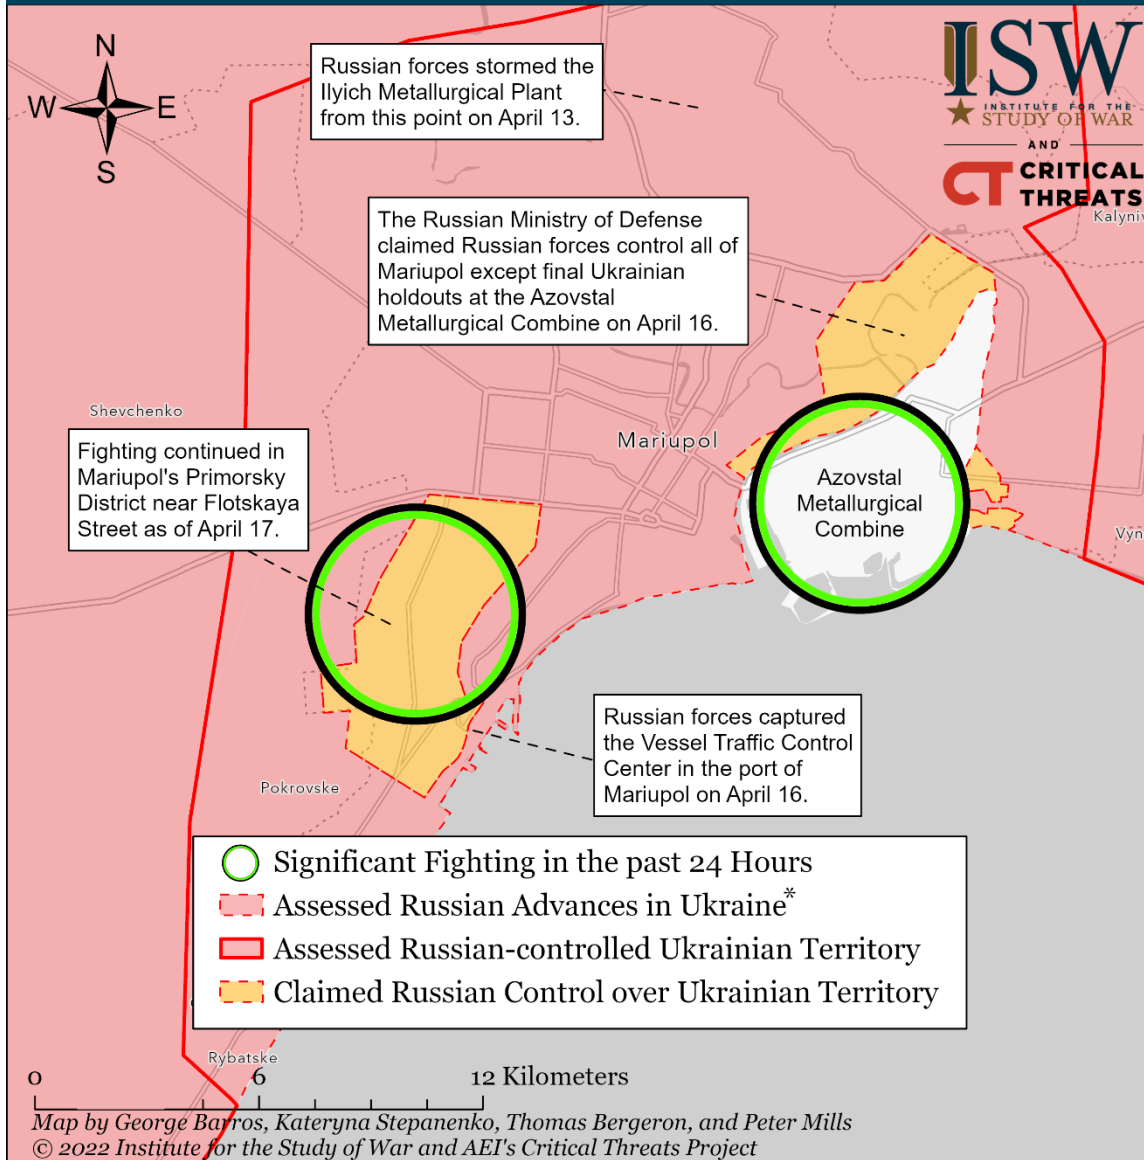 N
W
E
S
Russian forces stormed the
Ilyich Metallurgical Plant
from this point on April 13.
ISW
INSTITUTE FOR THE
STUDY OF WAR
AND
CT CRITICAL
THREATS
Kalyniv
The Russian Ministry of Defense
claimed Russian forces control all of
Mariupol except final Ukrainian
holdouts at the Azovstal
Metallurgical Combine on April 16.
Shevchenko
Mariupol
Fighting continued in
Mariupol's Primorsky
District near Flotskaya
Street as of April 17.
Azovstal
Metallurgical
Combine
Vyn
Russian forces captured
the Vessel Traffic Control
Center in the port of
Mariupol on April 16.
Pokrovske
Significant Fighting in the past 24 Hours
Assessed Russian Advances in Ukraine*
Assessed Russian-controlled Ukrainian Territory
Claimed Russian Control over Ukrainian Territory
Rybatske
0 6 12 Kilometers
Map by George Barros, Kateryna Stepanenko, Thomas Bergeron, and Peter Mills
© 2022 Institute for the Study of War and AEI's Critical Threats Project